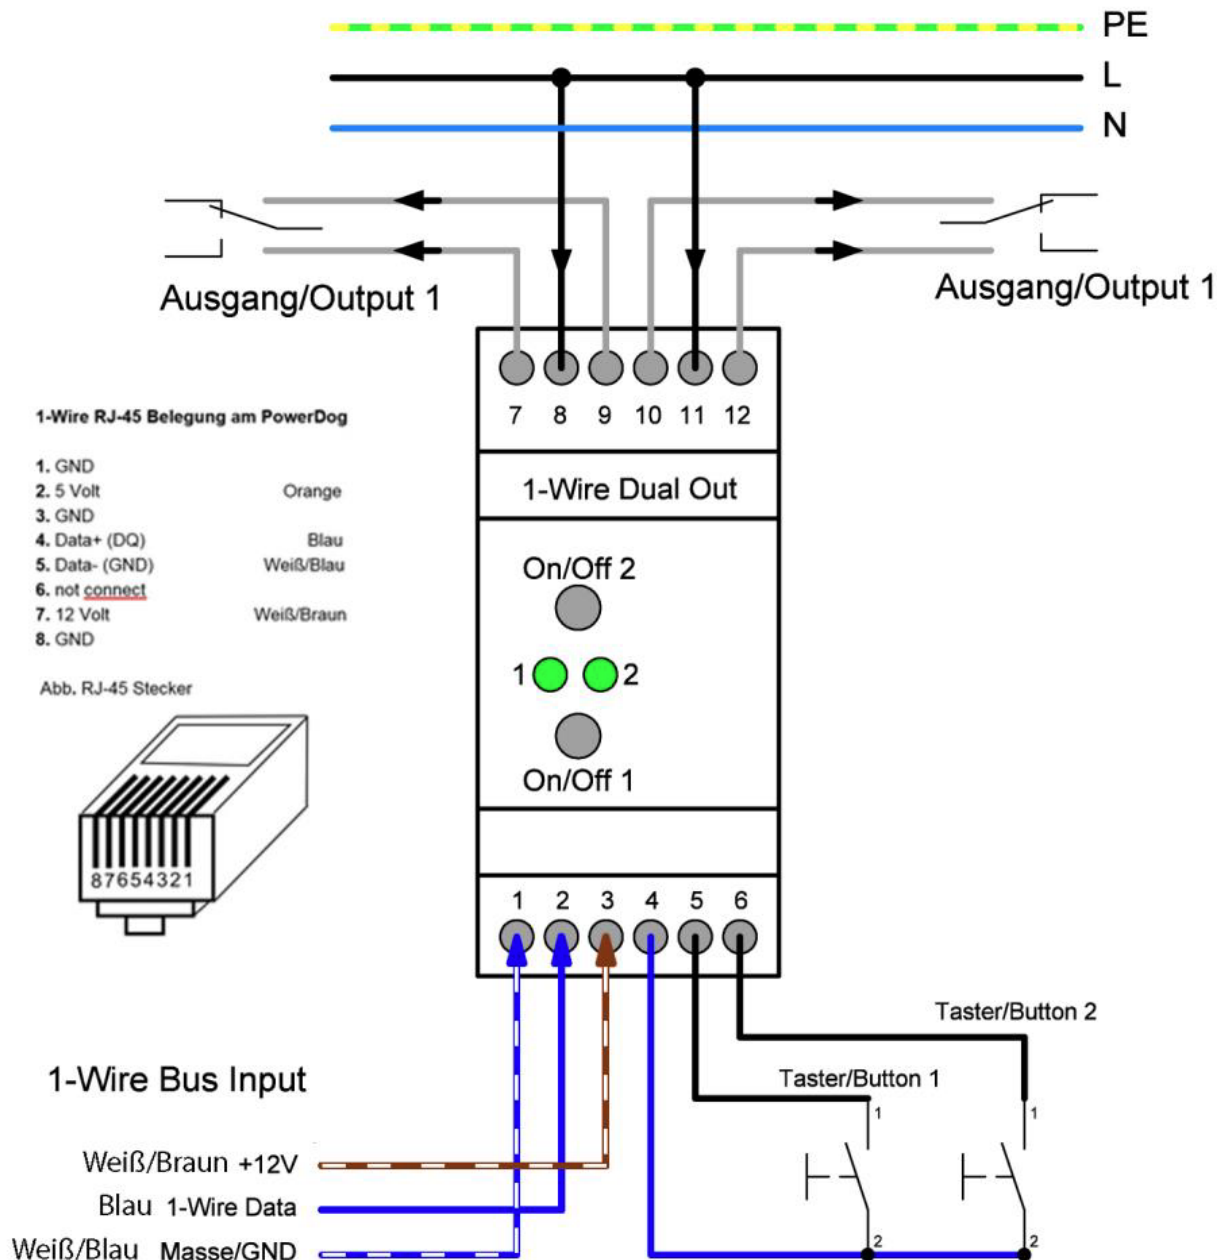 PE
L
N
Ausgang/Output 1
Ausgang/Output 1
7 8 9 10 11 12
1-Wire Dual Out
On/Off 2
1 2
On/Off 1
1 2 3 4 5 6
1-Wire RJ-45 Belegung am PowerDog
1. GND
2. 5 Volt Orange
3. GND
4. Data+ (DQ) Blau
5. Data- (GND) Weiß/Blau
6. not connect
7. 12 Volt Weiß/Braun
8. GND
Abb. RJ-45 Stecker
87654321
1-Wire Bus Input
Weiß/Braun +12V
Blau 1-Wire Data
Weiß/Blau Masse/GND
Taster/Button 2
Taster/Button 1
1
1
2
2